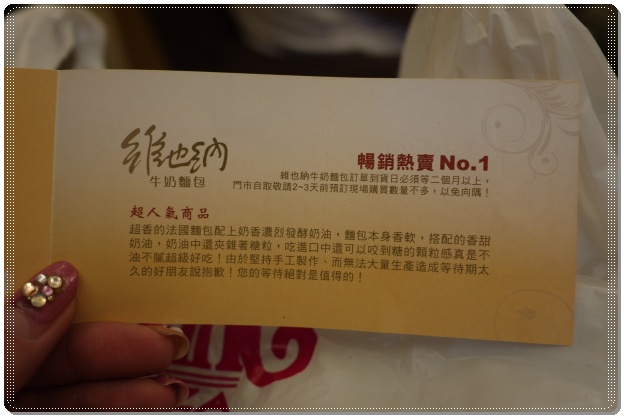 維也納
牛奶麵包
暢銷熱賣 No.1
維也納牛奶麵包訂單到貨日必須等二個月以上，
門市自取敬請2~3天前預訂現場購買數量不多，以免向隅！
超人氣商品
超香的法國麵包配上奶香濃烈發酵奶油，麵包本身香軟，搭配的香甜
奶油，奶油中還夾雜著糖粒，吃進口中還可以咬到糖的顆粒感真是不
油不膩超級好吃！由於堅持手工製作、而無法大量生產造成等待期太
久的好朋友說抱歉！您的等待絕對是值得的！